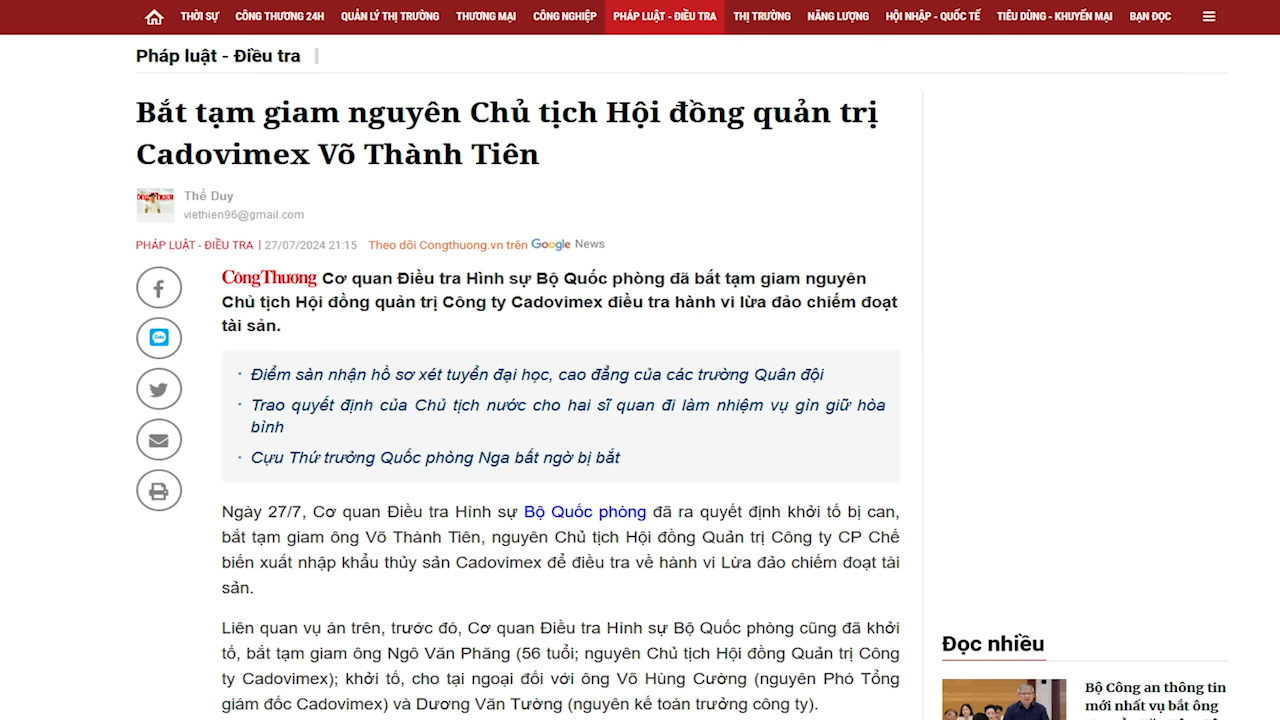 THỜI SỰ CÔNG THƯƠNG 24H QUẢN LÝ THỊ TRƯỜNG THƯƠNG MẠI CÔNG NGHIỆP PHÁP LUẬT - ĐIỀU TRA THỊ TRƯỜNG NĂNG LƯỢNG HỘI NHẬP - QUỐC TẾ TIÊU DÙNG - KHUYẾN MẠI BẠN ĐỌC
Pháp luật - Điều tra
Bắt tạm giam nguyên Chủ tịch Hội đồng quản trị
Cadovimex Võ Thành Tiên
Thế Duy
viethien96@gmail.com
PHÁP LUẬT - ĐIỀU TRA | 27/07/2024 21:15 Theo dõi Congthuong.vn trên Google News
CôngThương Cơ quan Điều tra Hình sự Bộ Quốc phòng đã bắt tạm giam nguyên
Chủ tịch Hội đồng quản trị Công ty Cadovimex điều tra hành vi lừa đảo chiếm đoạt
tài sản.
· Điểm sàn nhận hồ sơ xét tuyển đại học, cao đẳng của các trường Quân đội
· Trao quyết định của Chủ tịch nước cho hai sĩ quan đi làm nhiệm vụ gìn giữ hòa
bình
· Cựu Thứ trưởng Quốc phòng Nga bất ngờ bị bắt
Ngày 27/7, Cơ quan Điều tra Hình sự Bộ Quốc phòng đã ra quyết định khởi tố bị can,
bắt tạm giam ông Võ Thành Tiên, nguyên Chủ tịch Hội đồng Quản trị Công ty CP Chế
biến xuất nhập khẩu thủy sản Cadovimex để điều tra về hành vi Lừa đảo chiếm đoạt tài
sản.
Liên quan vụ án trên, trước đó, Cơ quan Điều tra Hình sự Bộ Quốc phòng cũng đã khởi
tố, bắt tạm giam ông Ngô Văn Phăng (56 tuổi; nguyên Chủ tịch Hội đồng Quản trị Công
ty Cadovimex); khởi tố, cho tại ngoại đối với ông Võ Hùng Cường (nguyên Phó Tổng
giám đốc Cadovimex) và Dương Văn Tường (nguyên kế toán trưởng công ty).
Đọc nhiều
Bộ Công an thông tin
mới nhất vụ bắt ông